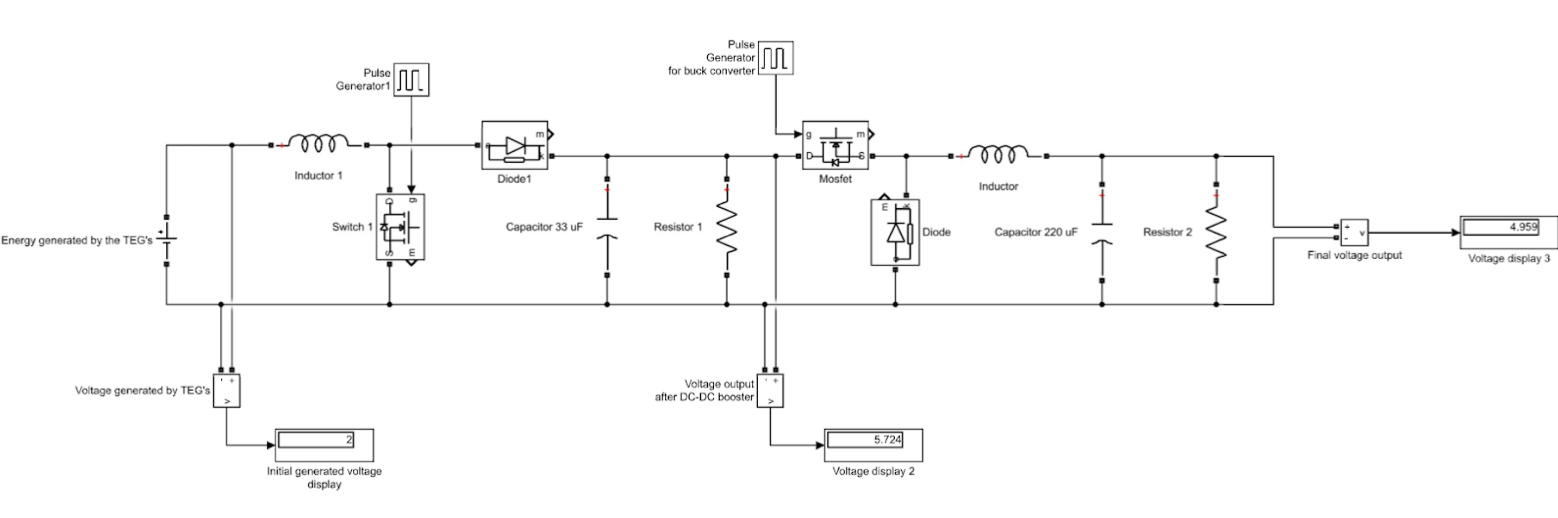 Pulse
Generator
for buck converter
Pulse
Generator1
m
g
m
a
k
D
S
Inductor 1
Diode1
Mosfet
Inductor
D
g
Switch 1
S
m
Capacitor 33 uF
Resistor 1
m
k
Diode
a
Capacitor 220 uF
Resistor 2
Energy generated by the TEG's
+
+
-
v
4.959
Final voltage output
Voltage display 3
Voltage generated by TEG's
- +
v
Voltage output
after DC-DC booster
- +
v
2
5.724
Initial generated voltage
display
Voltage display 2